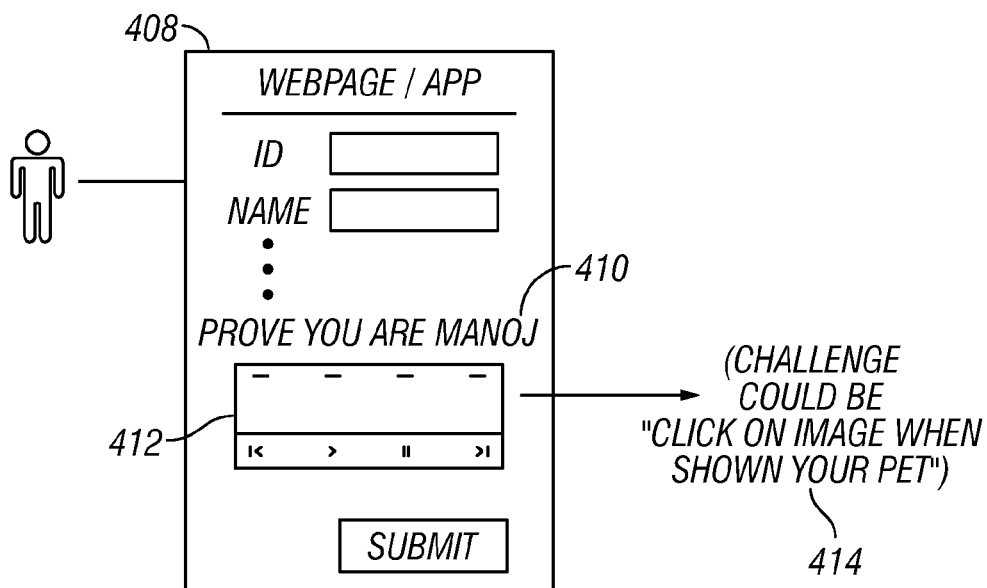 408
WEBPAGE / APP
ID
NAME
410
PROVE YOU ARE MANOJ
412
(CHALLENGE
COULD BE
"CLICK ON IMAGE WHEN
SHOWN YOUR PET")
414
SUBMIT